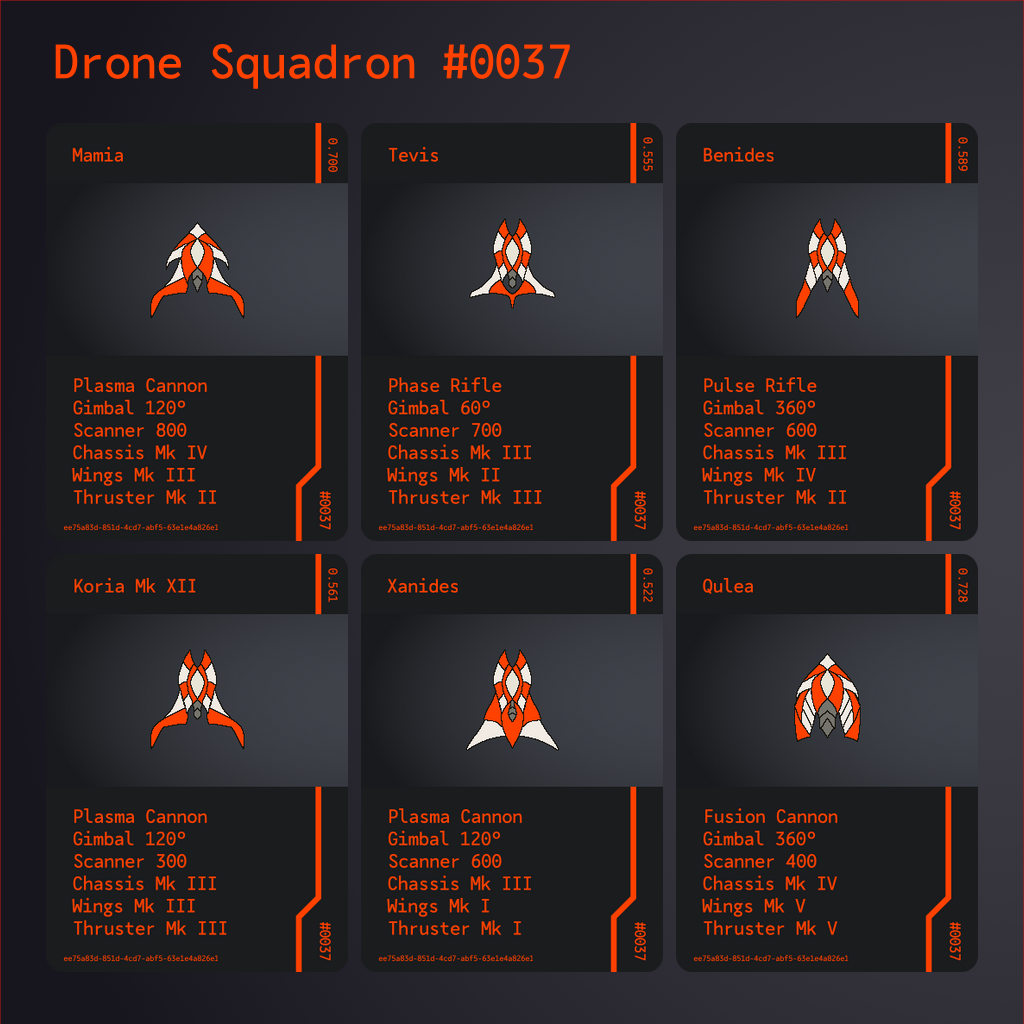 Drone Squadron #0037
Mamia
0.700
Plasma Cannon
Gimbal 120º
Scanner 800
Chassis Mk IV
Wings Mk III
Thruster Mk II
#0037
ee75a83d-851d-4cd7-abf5-63e1e4a826e1
Tevis
0.555
Phase Rifle
Gimbal 60º
Scanner 700
Chassis Mk III
Wings Mk II
Thruster Mk III
#0037
ee75a83d-851d-4cd7-abf5-63e1e4a826e1
Benides
0.589
Pulse Rifle
Gimbal 360º
Scanner 600
Chassis Mk III
Wings Mk IV
Thruster Mk II
#0037
ee75a83d-851d-4cd7-abf5-63e1e4a826e1
Koria Mk XII
0.561
Plasma Cannon
Gimbal 120º
Scanner 300
Chassis Mk III
Wings Mk III
Thruster Mk III
#0037
ee75a83d-851d-4cd7-abf5-63e1e4a826e1
Xanides
0.522
Plasma Cannon
Gimbal 120º
Scanner 600
Chassis Mk III
Wings Mk I
Thruster Mk I
#0037
ee75a83d-851d-4cd7-abf5-63e1e4a826e1
Qulea
0.728
Fusion Cannon
Gimbal 360º
Scanner 400
Chassis Mk IV
Wings Mk V
Thruster Mk V
#0037
ee75a83d-851d-4cd7-abf5-63e1e4a826e1